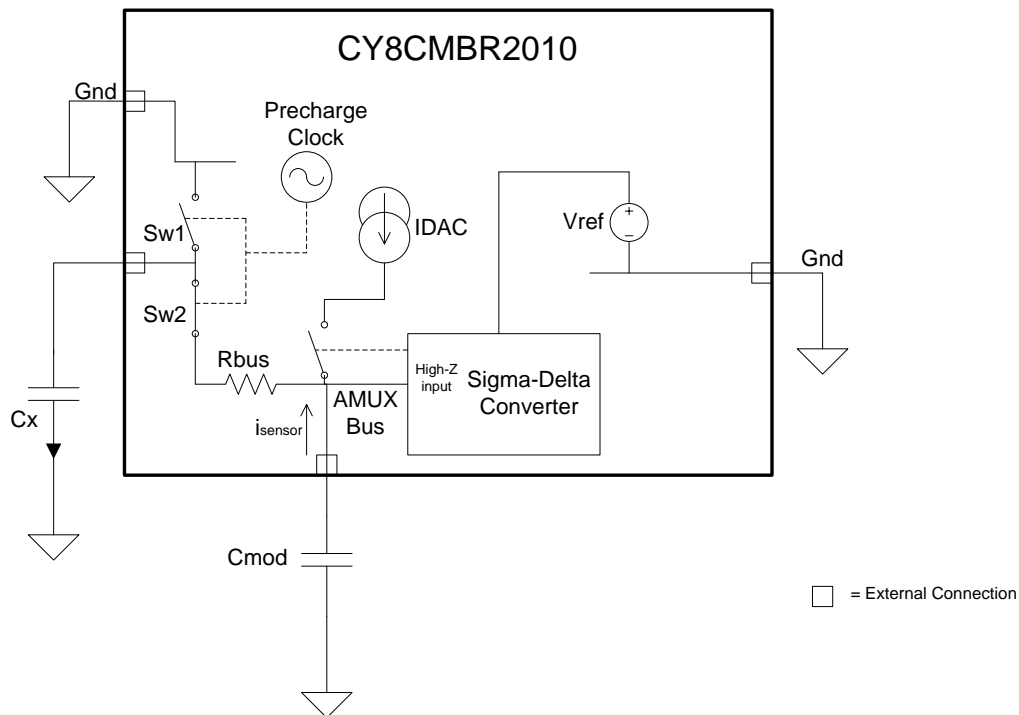 CY8CMBR2010
Gnd
Precharge
Clock
IDAC
Vref
Gnd
Sw1
Sw2
Rbus
High-Z
input
Sigma-Delta
Converter
AMUX
Bus
isensor
Cx
Cmod
= External Connection
+
–